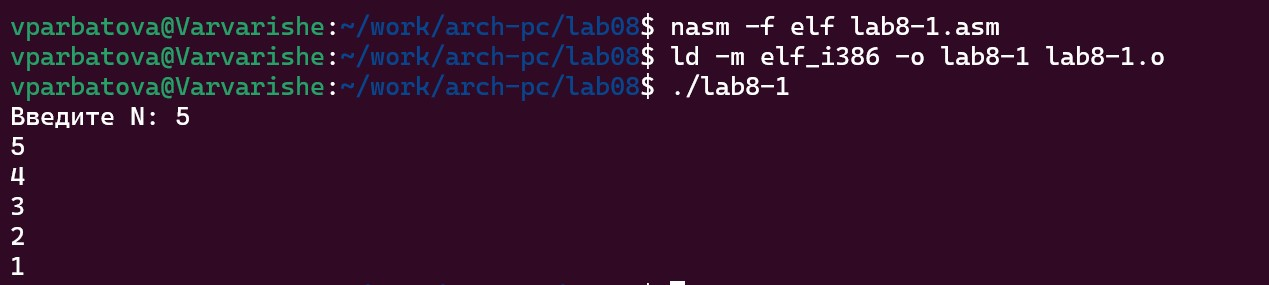 vparbatova@Varvarishe:~/work/arch-pc/lab08$ nasm -f elf lab8-1.asm
vparbatova@Varvarishe:~/work/arch-pc/lab08$ ld -m elf_i386 -o lab8-1 lab8-1.o
vparbatova@Varvarishe:~/work/arch-pc/lab08$ ./lab8-1
Введите N: 5
5
4
3
2
1